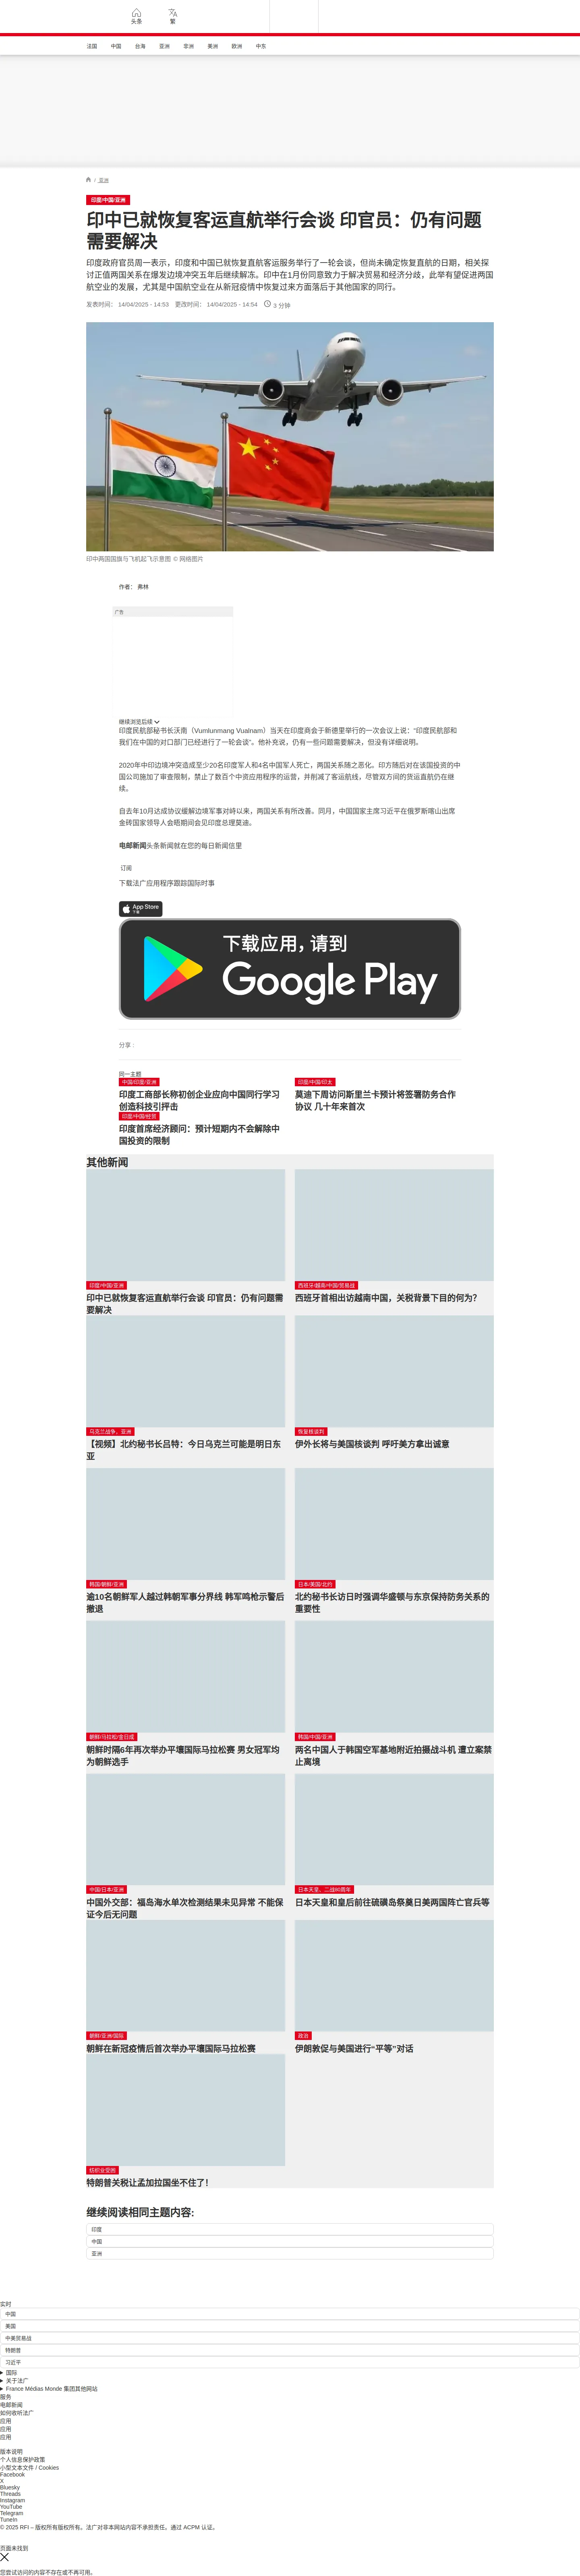 头条
繁
法国
中国
台海
亚洲
非洲
美洲
欧洲
中东
/ 亚洲
印度/中国/亚洲
印中已就恢复客运直航举行会谈 印官员：仍有问题
需要解决
印度政府官员周一表示，印度和中国已就恢复直航客运服务举行了一轮会谈，但尚未确定恢复直航的日期，相关探
讨正值两国关系在爆发边境冲突五年后继续解冻。印中在1月份同意致力于解决贸易和经济分歧，此举有望促进两国
航空业的发展，尤其是中国航空业在从新冠疫情中恢复过来方面落后于其他国家的同行。
发表时间： 14/04/2025 - 14:53 更改时间： 14/04/2025 - 14:54 3 分钟
印中两国国旗与飞机起飞示意图 © 网络图片
作者： 弗林
广告
继续浏览后续
印度民航部秘书长沃南（Vumlunmang Vualnam）当天在印度商会于新德里举行的一次会议上说：“印度民航部和
我们在中国的对口部门已经进行了一轮会谈”。他补充说，仍有一些问题需要解决，但没有详细说明。
2020年中印边境冲突造成至少20名印度军人和4名中国军人死亡，两国关系随之恶化。印方随后对在该国投资的中
国公司施加了审查限制，禁止了数百个中资应用程序的运营，并削减了客运航线，尽管双方间的货运直航仍在继
续。
自去年10月达成协议缓解边境军事对峙以来，两国关系有所改善。同月，中国国家主席习近平在俄罗斯喀山出席
金砖国家领导人会晤期间会见印度总理莫迪。
电邮新闻头条新闻就在您的每日新闻信里
订阅
下载法广应用程序跟踪国际时事
App Store
下载
下载应用，请到
Google Play
分享 :
同一主题
中国/印度/亚洲
印度工商部长称初创企业应向中国同行学习
创造科技引抨击
印度/中国/印太
莫迪下周访问斯里兰卡预计将签署防务合作
协议 几十年来首次
印度/中国/经贸
印度首席经济顾问：预计短期内不会解除中
国投资的限制
其他新闻
印度/中国/亚洲
印中已就恢复客运直航举行会谈 印官员：仍有问题需
要解决
西班牙/越南/中国/贸易战
西班牙首相出访越南中国，关税背景下目的何为？
乌克兰战争、亚洲
【视频】北约秘书长吕特：今日乌克兰可能是明日东
亚
恢复核谈判
伊外长将与美国核谈判 呼吁美方拿出诚意
韩国/朝鲜/亚洲
逾10名朝鲜军人越过韩朝军事分界线 韩军鸣枪示警后
撤退
日本/美国/北约
北约秘书长访日时强调华盛顿与东京保持防务关系的
重要性
朝鲜/马拉松/金日成
朝鲜时隔6年再次举办平壤国际马拉松赛 男女冠军均
为朝鲜选手
韩国/中国/亚洲
两名中国人于韩国空军基地附近拍摄战斗机 遭立案禁
止离境
中国/日本/亚洲
中国外交部：福岛海水单次检测结果未见异常 不能保
证今后无问题
日本天皇、二战80周年
日本天皇和皇后前往硫磺岛祭奠日美两国阵亡官兵等
朝鲜/亚洲/国际
朝鲜在新冠疫情后首次举办平壤国际马拉松赛
政治
伊朗敦促与美国进行“平等”对话
纺织业受困
特朗普关税让孟加拉国坐不住了！
继续阅读相同主题内容:
印度
中国
亚洲
实时
中国
美国
中美贸易战
特朗普
习近平
国际
关于法广
France Médias Monde 集团其他网站
服务
电邮新闻
如何收听法广
应用
应用
应用
版本说明
个人信息保护政策
小型文本文件 / Cookies
Facebook
X
Bluesky
Threads
Instagram
YouTube
Telegram
TuneIn
© 2025 RFI – 版权所有版权所有。法广对非本网站内容不承担责任。通过 ACPM 认证。
页面未找到
您尝试访问的内容不存在或不再可用。